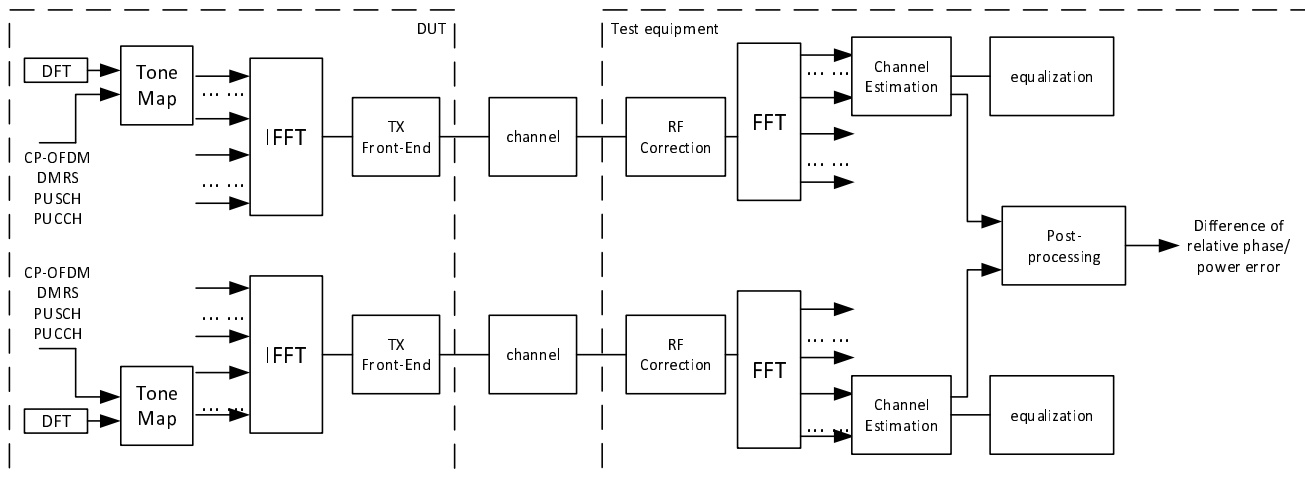 DUT
Test equipment
DFT
Tone
Map
... ...
... ...
CP-OFDM
DMRS
PUSCH
PUCCH
IFFT
TX
Front-End
channel
RF
Correction
FFT
... ...
... ...
Channel
Estimation
equalization
Post-
processing
Difference of
relative phase/
power error
CP-OFDM
DMRS
PUSCH
PUCCH
DFT
Tone
Map
... ...
... ...
IFFT
TX
Front-End
channel
RF
Correction
FFT
... ...
... ...
Channel
Estimation
equalization